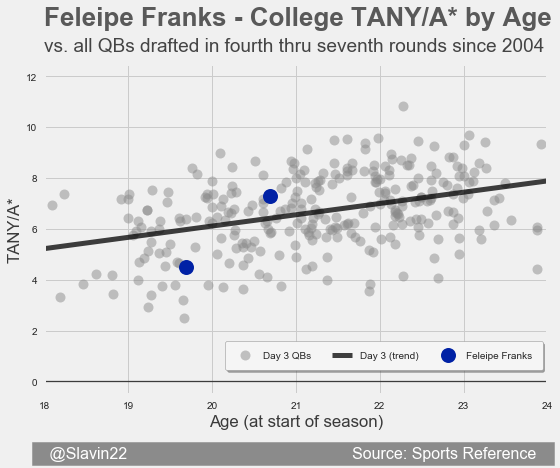 Feleipe Franks - College TANY/A* by Age
vs. all QBs drafted in fourth thru seventh rounds since 2004
12
10
8
6
4
2
0
TANY/A*
Day 3 QBs
Day 3 (trend)
Feleipe Franks
18 19 20 21 22 23 24
Age (at start of season)
@Slavin22 Source: Sports Reference